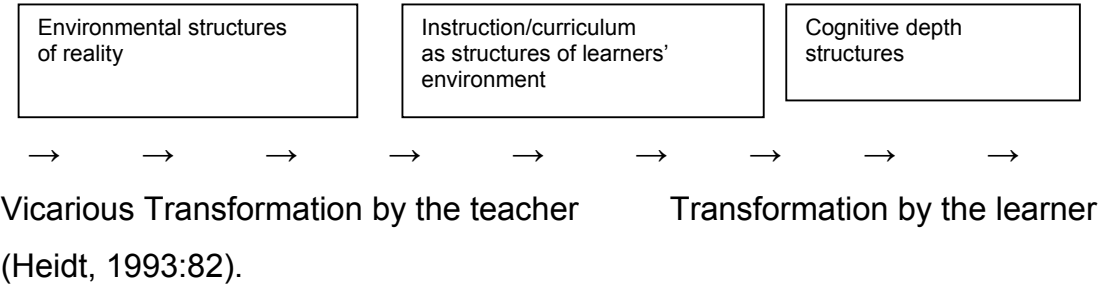 Environmental structures
of reality
Instruction/curriculum
as structures of learners’
environment
Cognitive depth
structures
→ → → → → → → → →
Vicarious Transformation by the teacher Transformation by the learner
(Heidt, 1993:82).